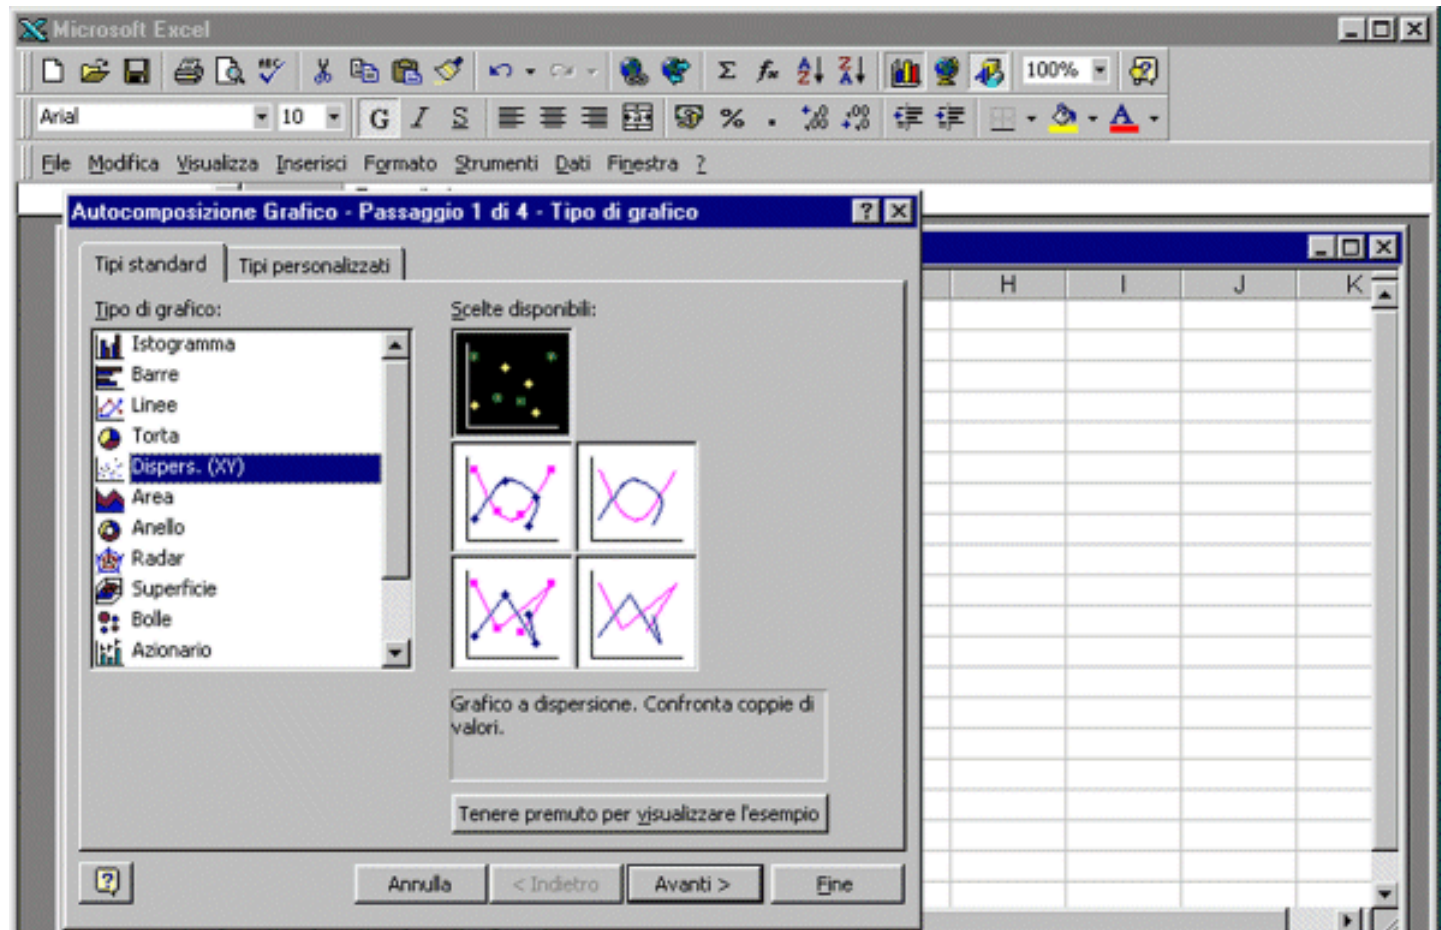 Microsoft Excel
100%
Arial 10 G I S
File Modifica Visualizza Inserisci Formato Strumenti Dati Finestra ?
Autocomposizione Grafico - Passaggio 1 di 4 - Tipo di grafico
Tipi standard Tipi personalizzati
Tipo di grafico:
Istogramma
Barre
Linee
Torta
Dispers. (XY)
Area
Anello
Radar
Superficie
Bolle
Azionario
Scelte disponibili:
Grafico a dispersione. Confronta coppie di
valori.
Tenere premuto per visualizzare l'esempio
Annulla < Indietro Avanti > Fine
H I J K